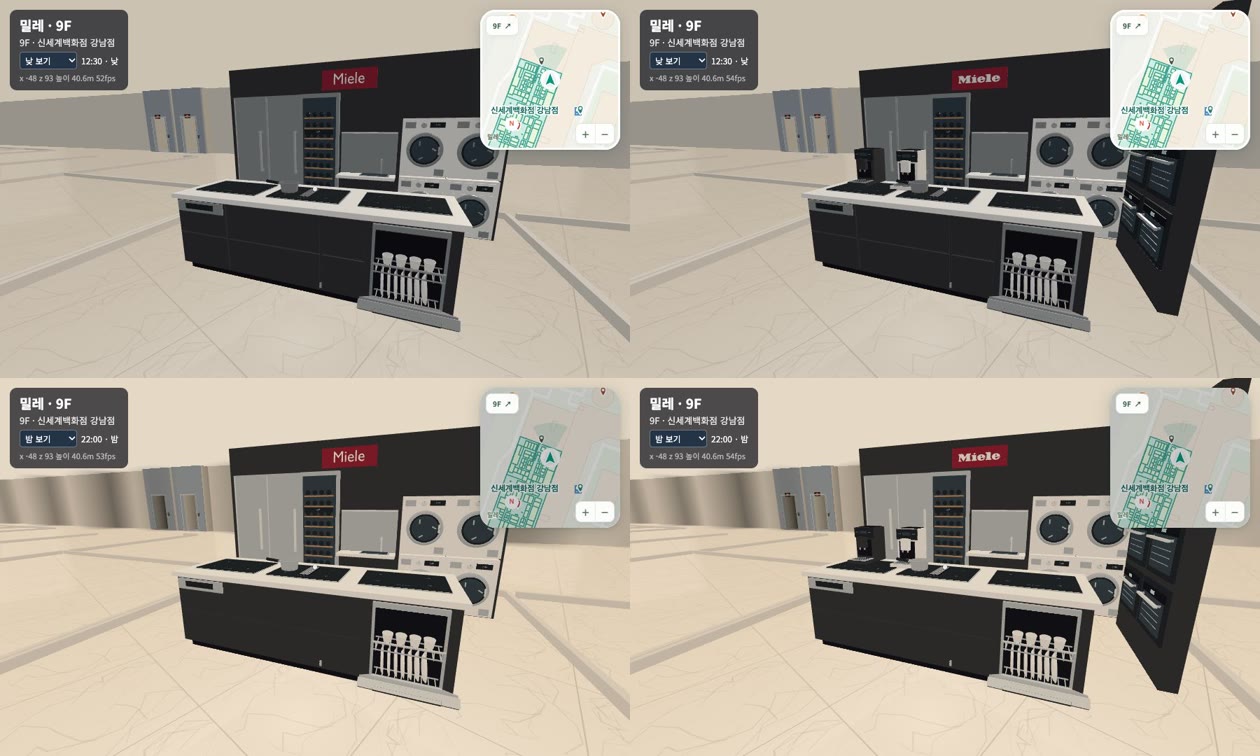 밀레 · 9F
9F · 신세계백화점 강남점
낮 보기 12:30 · 낮
x -48 z 93 높이 40.6m 52fps
Miele
9F ↗
신세계백화점 강남점
N
+ −
밀레 · 9F
9F · 신세계백화점 강남점
낮 보기 12:30 · 낮
x -48 z 93 높이 40.6m 54fps
Miele
9F ↗
신세계백화점 강남점
N
+ −
밀레 · 9F
9F · 신세계백화점 강남점
밤 보기 22:00 · 밤
x -48 z 93 높이 40.6m 53fps
Miele
9F ↗
신세계백화점 강남점
N
+ −
밀레 · 9F
9F · 신세계백화점 강남점
밤 보기 22:00 · 밤
x -48 z 93 높이 40.6m 54fps
Miele
9F ↗
신세계백화점 강남점
N
+ −